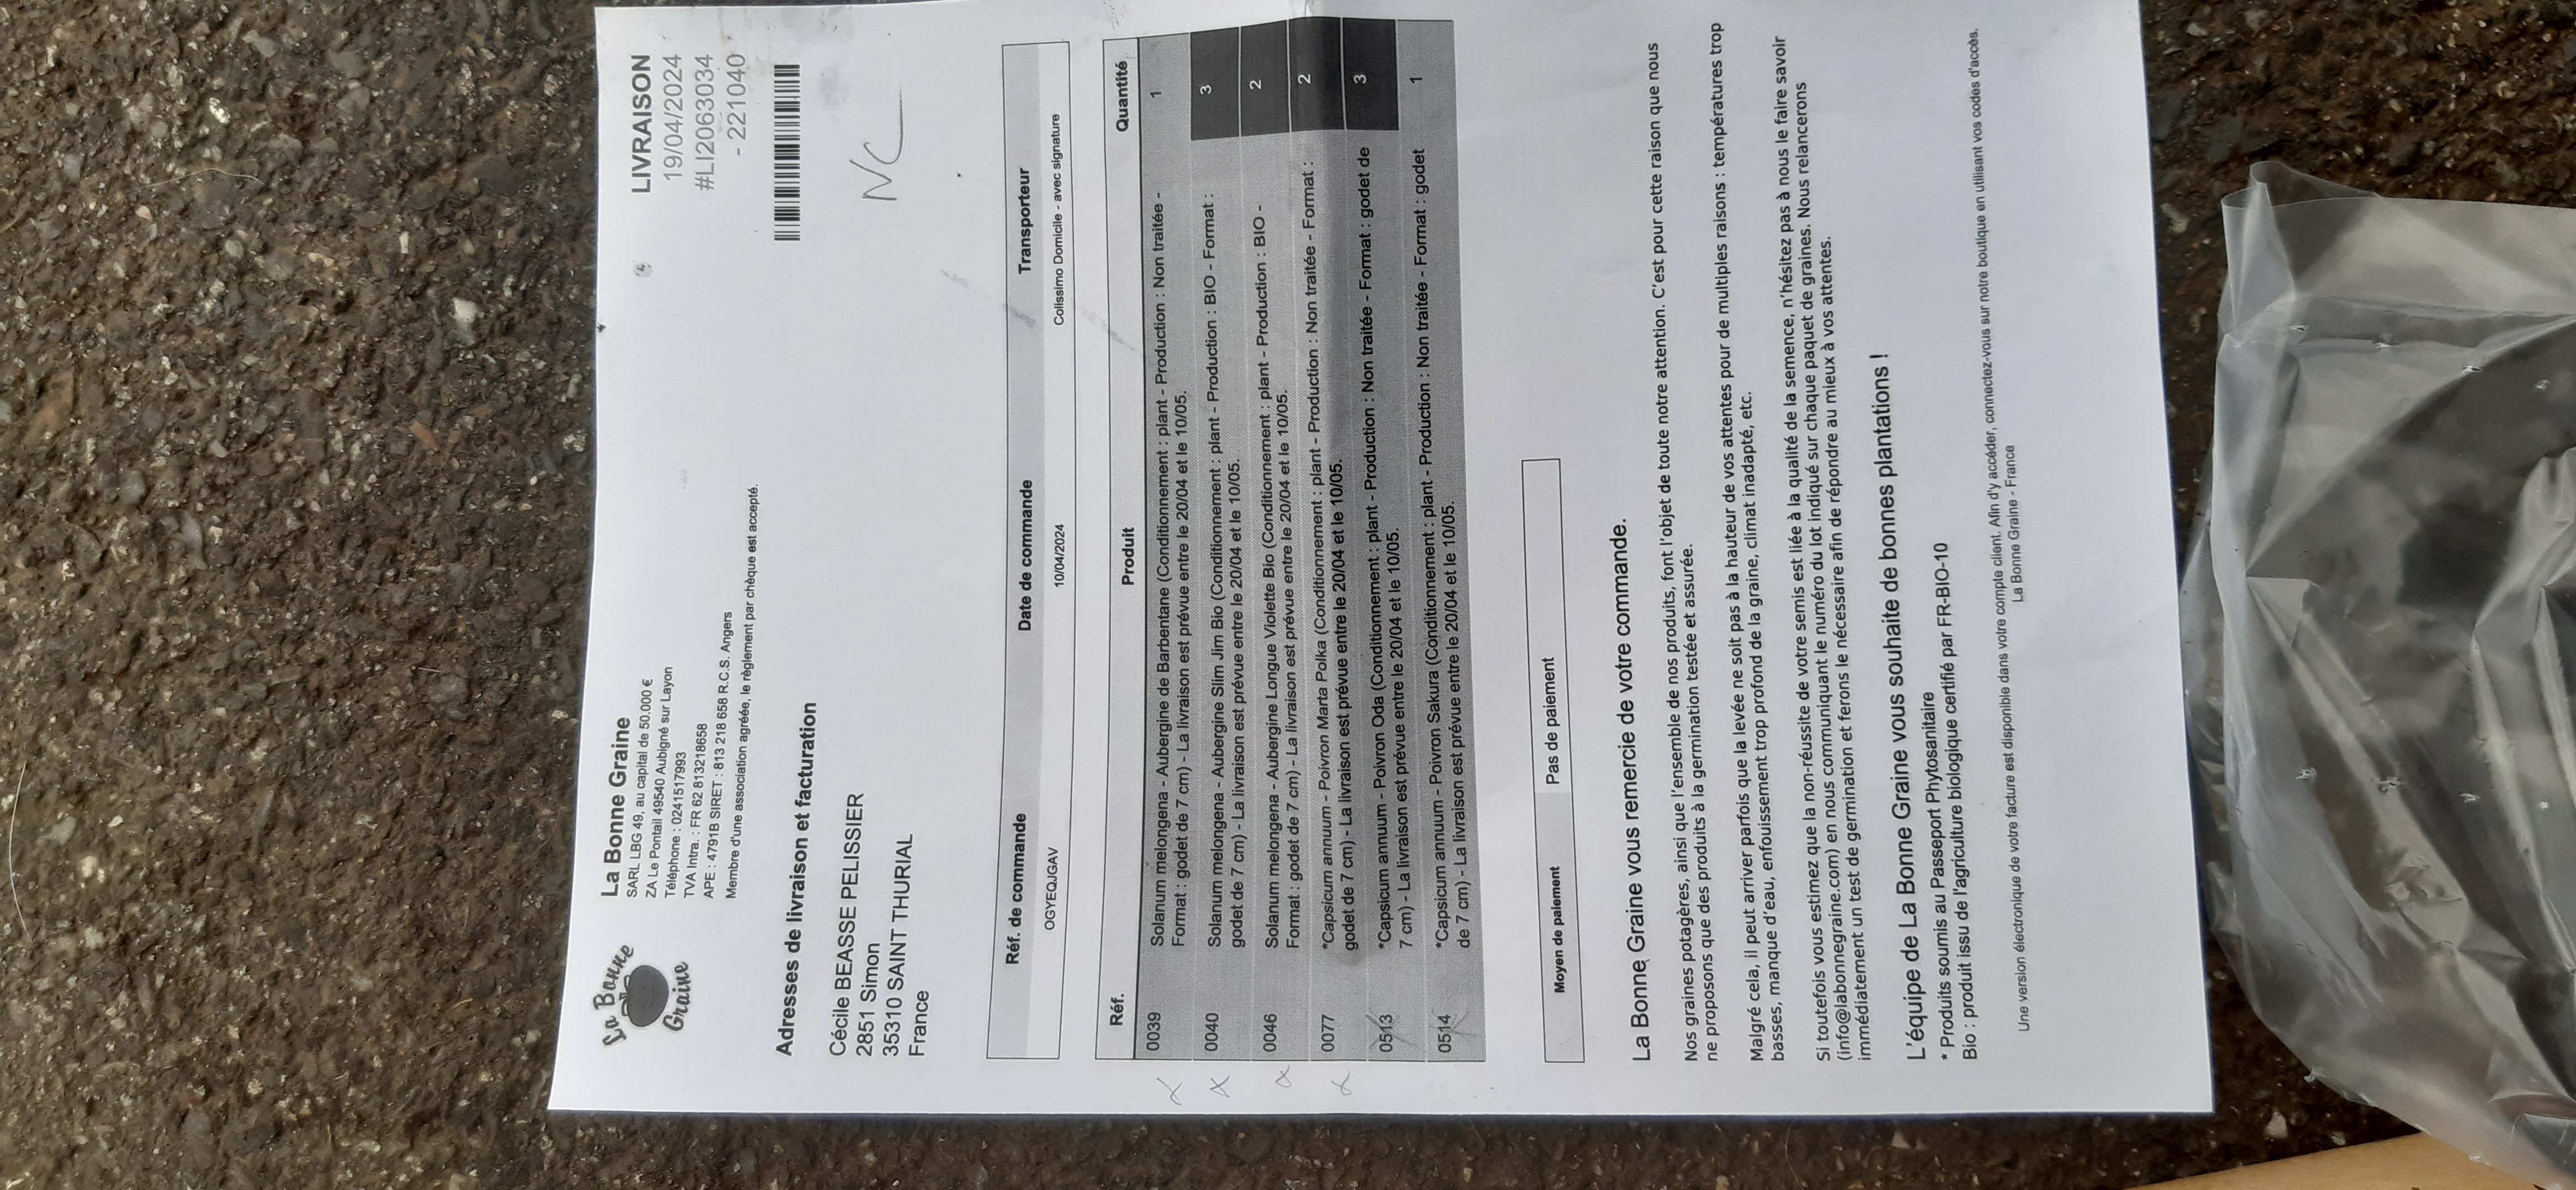 La Bonne
Graine
La Bonne Graine
SARL LBG 49, au capital de 50.000 €
ZA Le Pontail 49540 Aubigné sur Layon
Téléphone : 0241517993
TVA Intra. : FR 62 813218658
APE : 4791B SIRET : 813 218 658 R.C.S. Angers
Membre d'une association agréée, le règlement par chèque est accepté.
LIVRAISON
19/04/2024
#LI2063034
- 221040
Adresses de livraison et facturation
Cécile BEASSE PELISSIER
2851 Simon
35310 SAINT THURIAL
France
NC
Réf. de commande Date de commande Transporteur
OGYEQJGAV 10/04/2024 Colissimo Domicile - avec signature
Réf. Produit Quantité
0039 Solanum melongena - Aubergine de Barbentane (Conditionnement : plant - Production : Non traitée - 1
Format : godet de 7 cm) - La livraison est prévue entre le 20/04 et le 10/05.
0040 Solanum melongena - Aubergine Slim Jim Bio (Conditionnement : plant - Production : BIO - Format : 3
godet de 7 cm) - La livraison est prévue entre le 20/04 et le 10/05.
0046 Solanum melongena - Aubergine Longue Violette Bio (Conditionnement : plant - Production : BIO - 2
Format : godet de 7 cm) - La livraison est prévue entre le 20/04 et le 10/05.
0077 *Capsicum annuum - Poivron Marta Polka (Conditionnement : plant - Production : Non traitée - Format : 2
godet de 7 cm) - La livraison est prévue entre le 20/04 et le 10/05.
0513 *Capsicum annuum - Poivron Oda (Conditionnement : plant - Production : Non traitée - Format : godet de 3
7 cm) - La livraison est prévue entre le 20/04 et le 10/05.
0514 *Capsicum annuum - Poivron Sakura (Conditionnement : plant - Production : Non traitée - Format : godet 1
de 7 cm) - La livraison est prévue entre le 20/04 et le 10/05.
Moyen de paiement Pas de paiement
La Bonne Graine vous remercie de votre commande.
Nos graines potagères, ainsi que l'ensemble de nos produits, font l'objet de toute notre attention. C'est pour cette raison que nous
ne proposons que des produits à la germination testée et assurée.
Malgré cela, il peut arriver parfois que la levée ne soit pas à la hauteur de vos attentes pour de multiples raisons : températures trop
basses, manque d'eau, enfouissement trop profond de la graine, climat inadapté, etc.
Si toutefois vous estimez que la non-réussite de votre semis est liée à la qualité de la semence, n'hésitez pas à nous le faire savoir
(info@labonnegraine.com) en nous communiquant le numéro du lot indiqué sur chaque paquet de graines. Nous relancerons
immédiatement un test de germination et ferons le nécessaire afin de répondre au mieux à vos attentes.
L'équipe de La Bonne Graine vous souhaite de bonnes plantations !
* Produits soumis au Passeport Phytosanitaire
Bio : produit issu de l'agriculture biologique certifié par FR-BIO-10
Une version électronique de votre facture est disponible dans votre compte client. Afin d'y accéder, connectez-vous sur notre boutique en utilisant vos codes d'accès.
La Bonne Graine - France